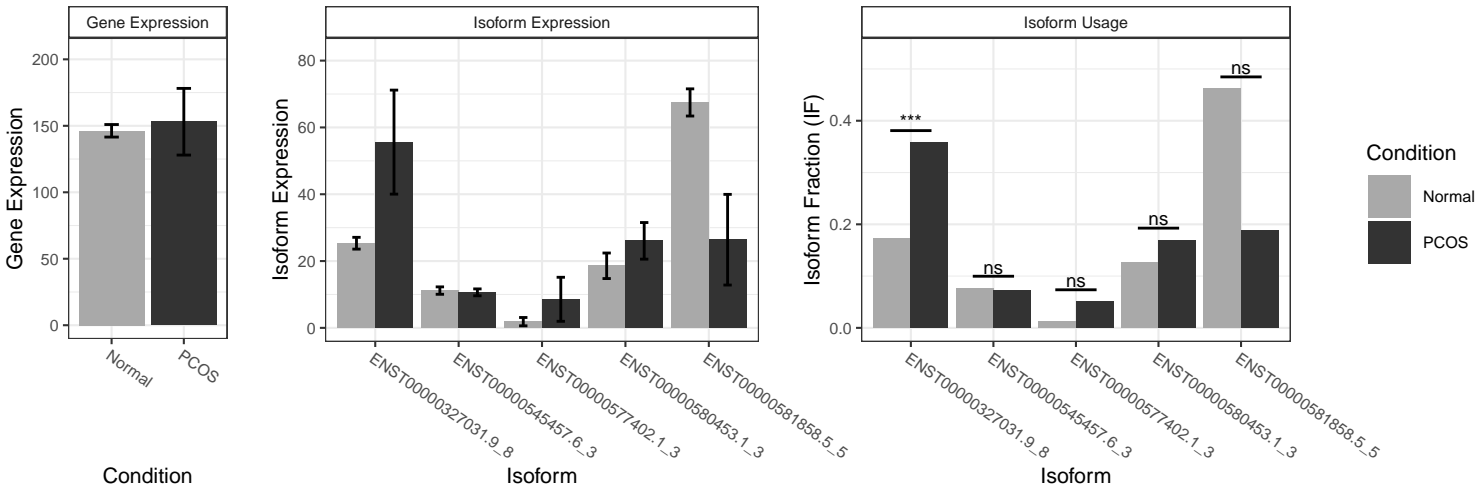 Gene Expression
Gene Expression
200
150
100
50
0
Normal
PCOS
Condition
Isoform Expression
Isoform Expression
80
60
40
20
0
ENST00000327031.9_8
ENST00000545457.6_3
ENST00000577402.1_3
ENST00000580453.1_3
ENST00000581858.5_5
Isoform
Isoform Usage
Isoform Fraction (IF)
0.4
0.2
0.0
***
ns
ns
ns
ns
ENST00000327031.9_8
ENST00000545457.6_3
ENST00000577402.1_3
ENST00000580453.1_3
ENST00000581858.5_5
Isoform
Condition
Normal
PCOS